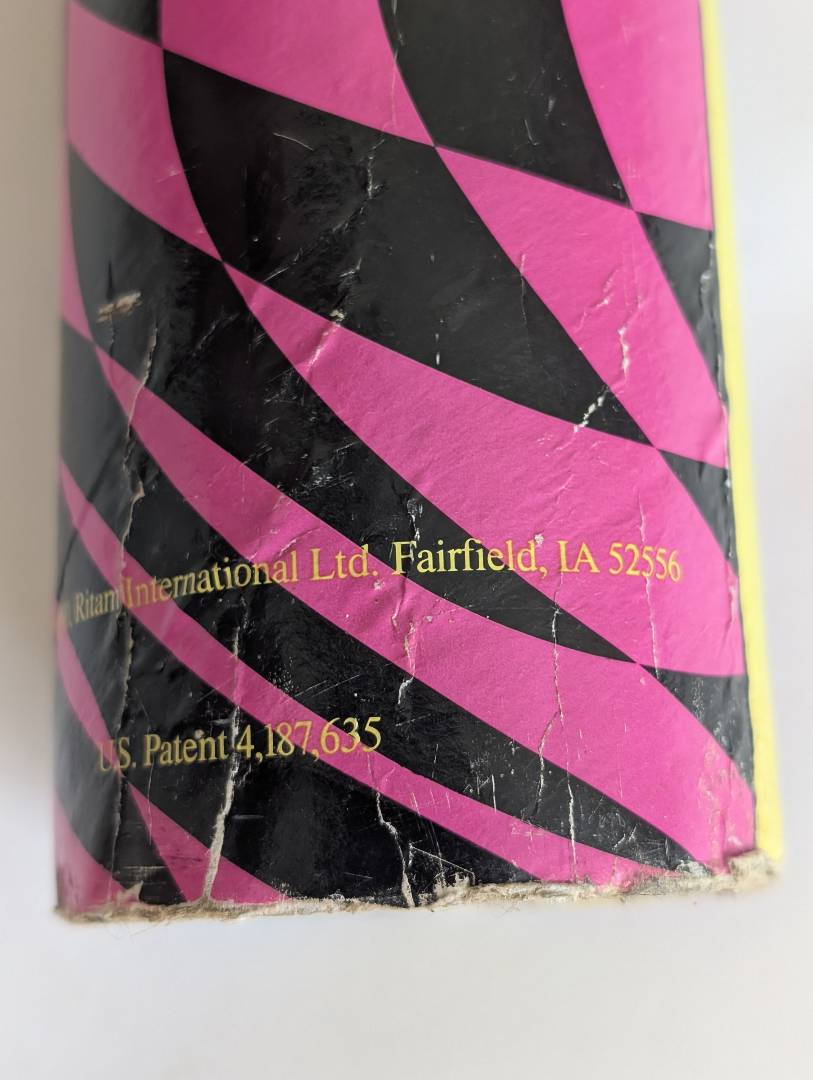 Ritam International Ltd. Fairfield, IA 52556
U.S. Patent 4,187,635